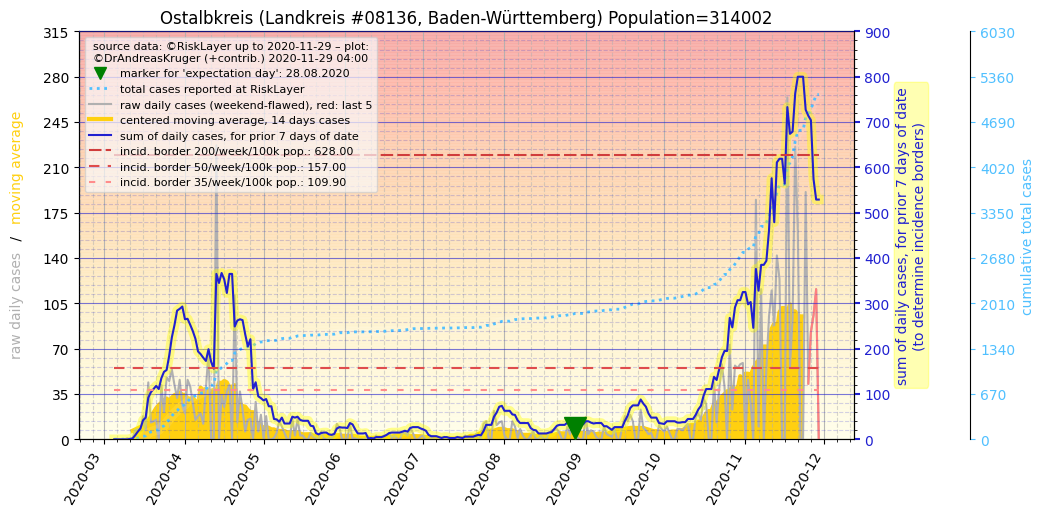 Ostalbkreis (Landkreis #08136, Baden-Württemberg) Population=314002
source data: ©RiskLayer up to 2020-11-29 – plot:
©DrAndreasKruger (+contrib.) 2020-11-29 04:00
marker for 'expectation day': 28.08.2020
total cases reported at RiskLayer
raw daily cases (weekend-flawed), red: last 5
centered moving average, 14 days cases
sum of daily cases, for prior 7 days of date
incid. border 200/week/100k pop.: 628.00
incid. border 50/week/100k pop.: 157.00
incid. border 35/week/100k pop.: 109.90
raw daily cases / moving average
315
280
245
210
175
140
105
70
35
0
2020-03
2020-04
2020-05
2020-06
2020-07
2020-08
2020-09
2020-10
2020-11
2020-12
900
800
700
600
500
400
300
200
100
0
sum of daily cases, for prior 7 days of date
(to determine incidence borders)
6030
5360
4690
4020
3350
2680
2010
1340
670
0
cumulative total cases